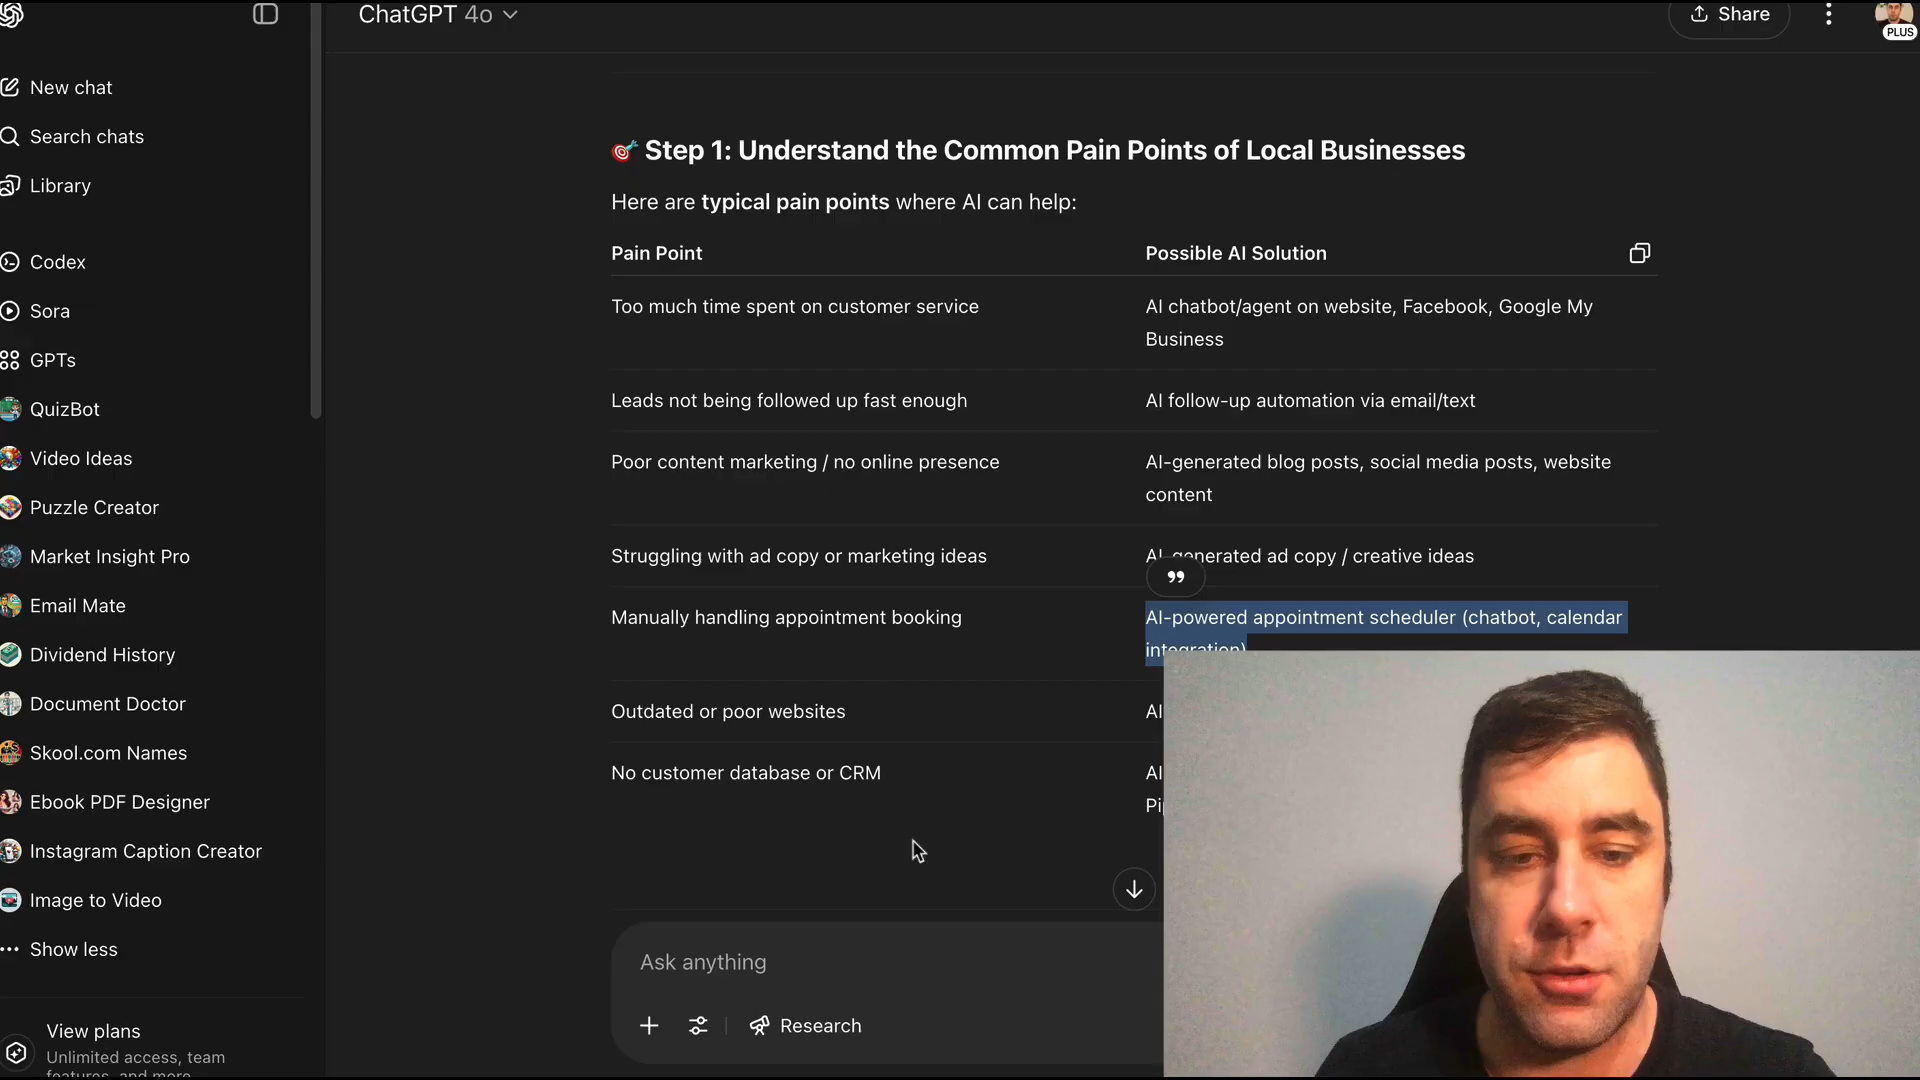 ChatGPT 4o
Share
PLUS
New chat
Search chats
Library
Codex
Sora
GPTs
QuizBot
Video Ideas
Puzzle Creator
Market Insight Pro
Email Mate
Dividend History
Document Doctor
Skool.com Names
Ebook PDF Designer
Instagram Caption Creator
Image to Video
Show less
View plans
Unlimited access, team
features, and more
Step 1: Understand the Common Pain Points of Local Businesses
Here are typical pain points where AI can help:
Pain Point
Possible AI Solution
Too much time spent on customer service
AI chatbot/agent on website, Facebook, Google My
Business
Leads not being followed up fast enough
AI follow-up automation via email/text
Poor content marketing / no online presence
AI-generated blog posts, social media posts, website
content
Struggling with ad copy or marketing ideas
AI-generated ad copy / creative ideas
Manually handling appointment booking
AI-powered appointment scheduler (chatbot, calendar
integration)
Outdated or poor websites
AI
No customer database or CRM
AI
Ask anything
Research